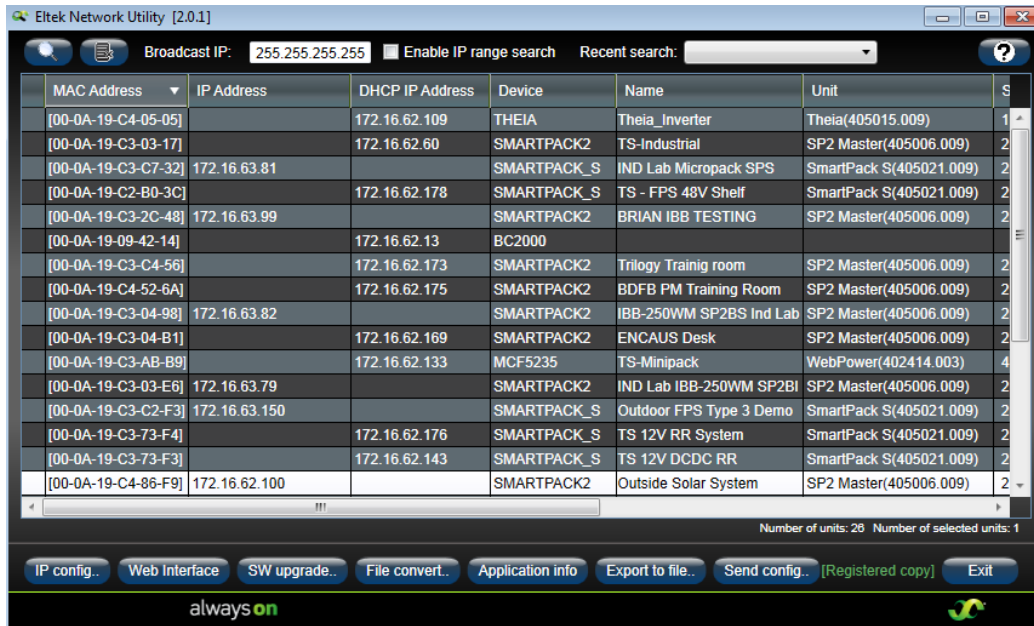 Eltek Network Utility [2.0.1]
Broadcast IP: 255.255.255.255 Enable IP range search Recent search: ?
MAC Address IP Address DHCP IP Address Device Name Unit S
[00-0A-19-C4-05-05] 172.16.62.109 THEIA Theia_Inverter Theia(405015.009) 1
[00-0A-19-C3-03-17] 172.16.62.60 SMARTPACK2 TS-Industrial SP2 Master(405006.009) 2
[00-0A-19-C3-C7-32] 172.16.63.81 SMARTPACK_S IND Lab Micropack SPS SmartPack S(405021.009) 2
[00-0A-19-C2-B0-3C] 172.16.62.178 SMARTPACK_S TS - FPS 48V Shelf SmartPack S(405021.009) 2
[00-0A-19-C3-2C-48] 172.16.63.99 SMARTPACK2 BRIAN IBB TESTING SP2 Master(405006.009) 2
[00-0A-19-09-42-14] 172.16.62.13 BC2000
[00-0A-19-C3-C4-56] 172.16.62.173 SMARTPACK2 Trilogy Trainig room SP2 Master(405006.009) 2
[00-0A-19-C4-52-6A] 172.16.62.175 SMARTPACK2 BDFB PM Training Room SP2 Master(405006.009) 2
[00-0A-19-C3-04-98] 172.16.63.82 SMARTPACK2 IBB-250WM SP2BS Ind Lab SP2 Master(405006.009) 2
[00-0A-19-C3-04-B1] 172.16.62.169 SMARTPACK2 ENCAUS Desk SP2 Master(405006.009) 2
[00-0A-19-C3-AB-B9] 172.16.62.133 MCF5235 TS-Minipack WebPower(402414.003) 4
[00-0A-19-C3-03-E6] 172.16.63.79 SMARTPACK2 IND Lab IBB-250WM SP2BI SP2 Master(405006.009) 2
[00-0A-19-C3-C2-F3] 172.16.63.150 SMARTPACK_S Outdoor FPS Type 3 Demo SmartPack S(405021.009) 2
[00-0A-19-C3-73-F4] 172.16.62.176 SMARTPACK_S TS 12V RR System SmartPack S(405021.009) 2
[00-0A-19-C3-73-F3] 172.16.62.143 SMARTPACK_S TS 12V DCDC RR SmartPack S(405021.009) 2
[00-0A-19-C4-86-F9] 172.16.62.100 SMARTPACK2 Outside Solar System SP2 Master(405006.009) 2
Number of units: 26 Number of selected units: 1
IP config.. Web Interface SW upgrade.. File convert.. Application info Export to file.. Send config.. [Registered copy] Exit
always on